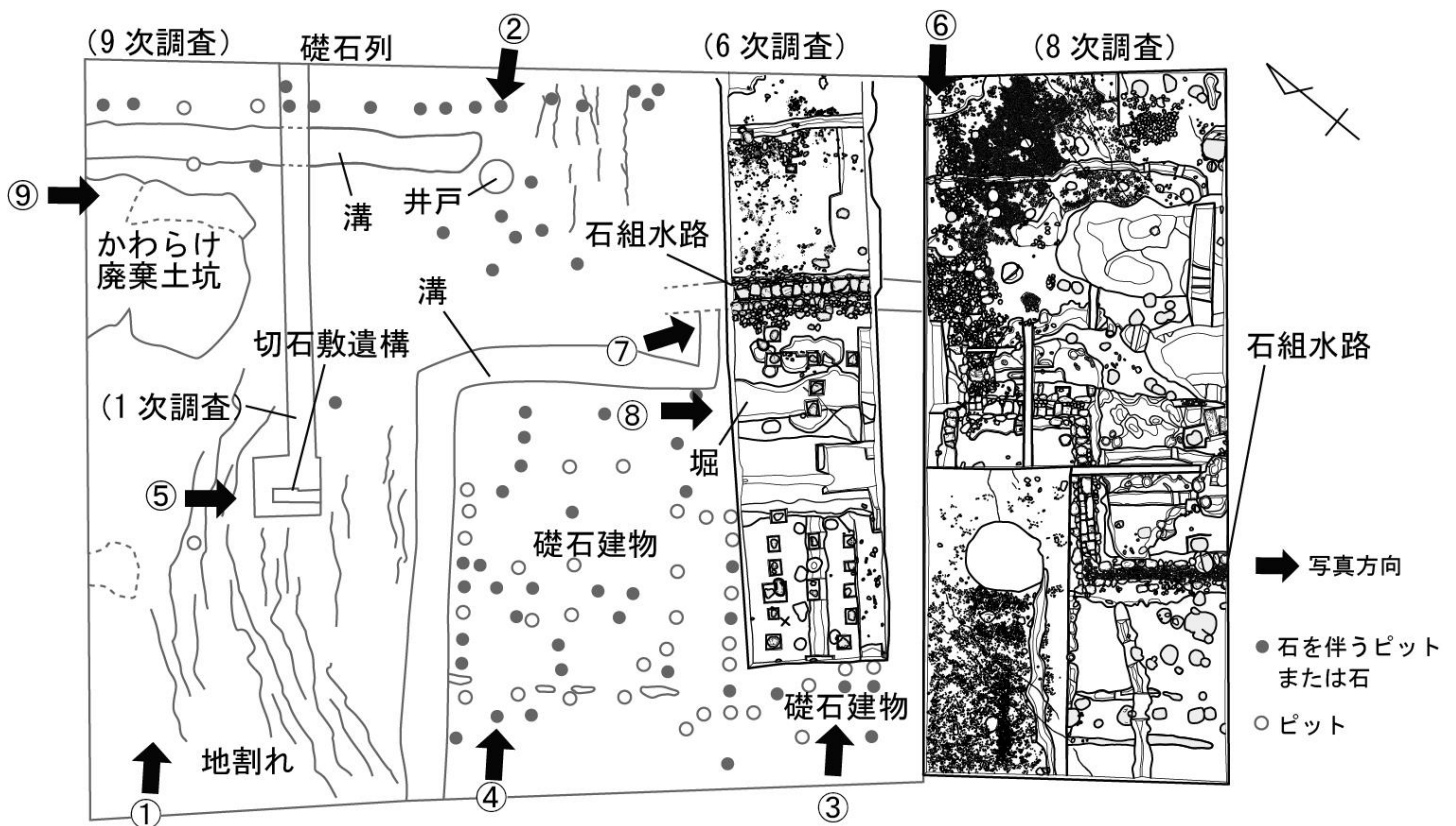 (9 次調査)
礎石列
②
(6 次調査)
⑥
(8 次調査)
⑨
溝
井戸
石組水路
かわらけ
廃棄土坑
溝
切石敷遺構
⑦
石組水路
(1 次調査)
⑧
堀
⑤
礎石建物
写真方向
石を伴うピット
または石
礎石建物
ピット
地割れ
①
④
③